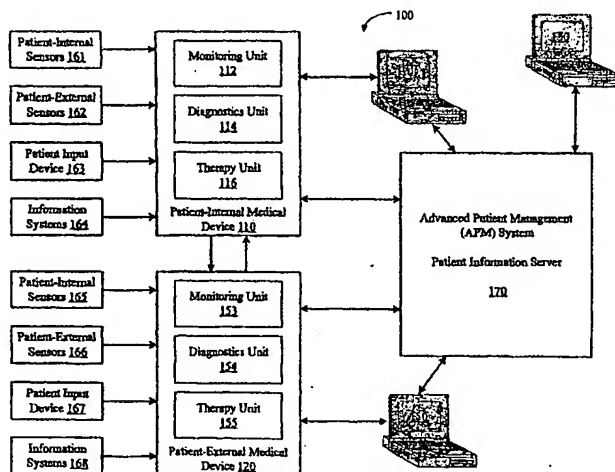 100
Patient-Internal
Sensors 161
Patient-External
Sensors 162
Patient Input
Device 163
Information
Systems 164
Monitoring Unit
112
Diagnostics Unit
114
Therapy Unit
116
Patient-Internal Medical
Device 110
Patient-Internal
Sensors 165
Patient-External
Sensors 166
Patient Input
Device 167
Information
Systems 168
Monitoring Unit
153
Diagnostics Unit
154
Therapy Unit
155
Patient-External Medical
Device 120
Advanced Patient Management
(APM) System
Patient Information Server
170